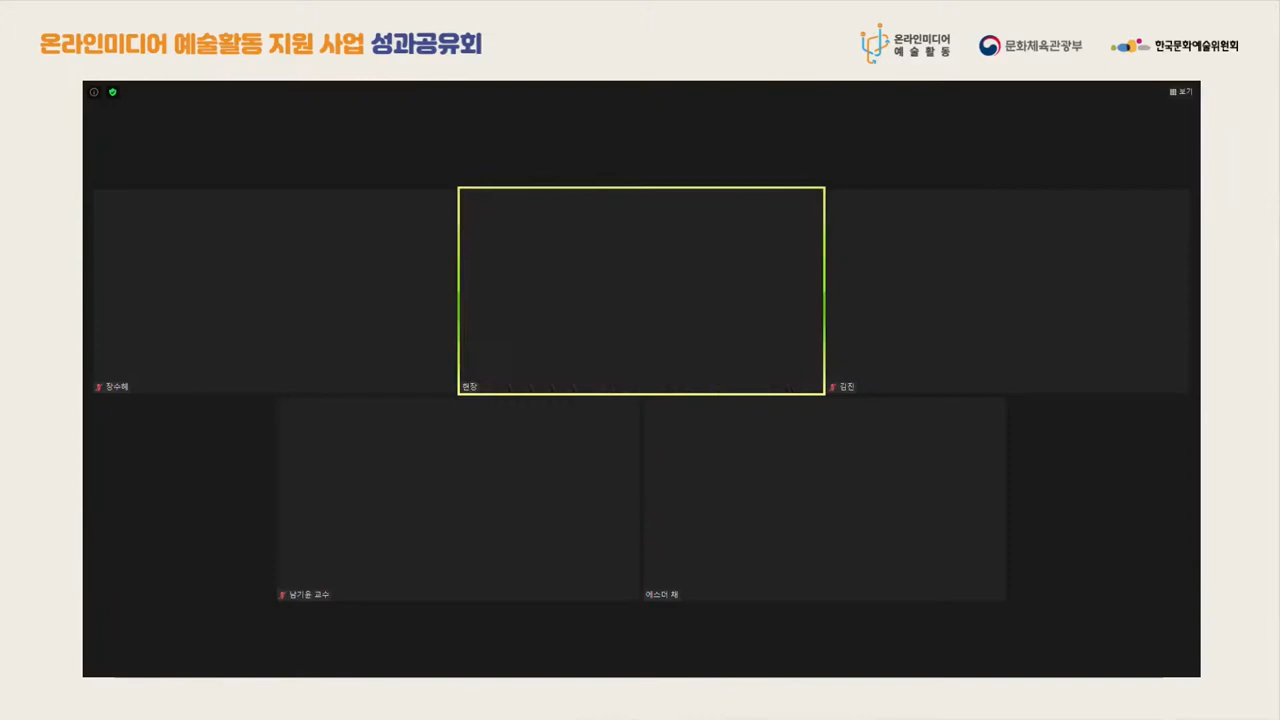 온라인미디어 예술활동 지원 사업 성과공유회
온라인미디어
예술활동
문화체육관광부
한국문화예술위원회
보기
장수혜
현장
김진
남기윤 교수
에스더 채